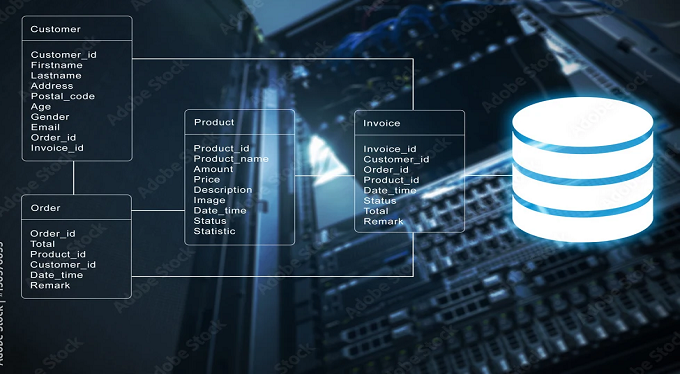 Customer
Customer_id
Firstname
Lastname
Address
Postal_code
Age
Gender
Email
Order_id
Invoice_id
Product
Product_id
Product_name
Amount
Price
Description
Image
Date_time
Status
Statistic
Invoice
Invoice_id
Customer_id
Order_id
Product_id
Date_time
Status
Total
Remark
Order
Order_id
Total
Product_id
Customer_id
Date_time
Remark
Adobe Stock